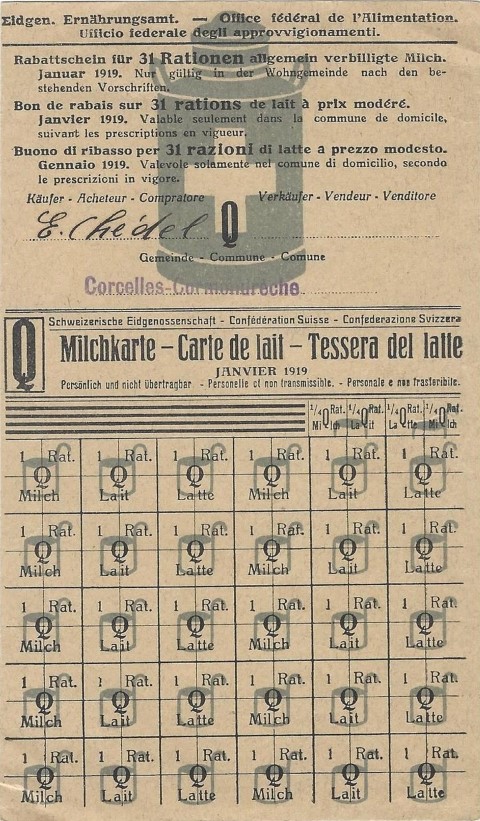 Eidgen. Ernährungsamt. — Office fédéral de l'Alimentation.
Ufficio federale degli approvvigionamenti.
Rabattschein für 31 Rationen allgemein verbilligte Milch.
Januar 1919. Nur gültig in der Wohngemeinde nach den be-
stehenden Vorschriften.
Bon de rabais sur 31 rations de lait à prix modéré.
Janvier 1919. Valable seulement dans la commune de domicile,
suivant les prescriptions en vigueur.
Buono di ribasso per 31 razioni di latte a prezzo modesto.
Gennaio 1919. Valevole solamente nel comune di domicilio, secondo
le prescrizioni in vigore.
Käufer - Acheteur - Compratore Verkäufer - Vendeur - Venditore
E. Chédel Q
Gemeinde - Commune - Comune
Corcelles-Cormondrèche
Schweizerische Eidgenossenschaft - Confédération Suisse - Confederazione Svizzera
Q Milchkarte – Carte de lait – Tessera del latte
JANVIER 1919
Persönlich und nicht übertragbar. - Personelle et non transmissible. - Personale e non trasferibile.
1/4 Rat. 1/4 Rat. 1/4 Rat. 1/4 Rat.
Q Q Q Q
Milch Lait Latte Milch
1 Rat. 1 Rat. 1 Rat. 1 Rat. 1 Rat. 1 Rat.
Q Q Q Q Q Q
Milch Lait Latte Milch Lait Latte
1 Rat. 1 Rat. 1 Rat. 1 Rat. 1 Rat. 1 Rat.
Q Q Q Q Q Q
Milch Lait Latte Milch Lait Latte
1 Rat. 1 Rat. 1 Rat. 1 Rat. 1 Rat. 1 Rat.
Q Q Q Q Q Q
Milch Lait Latte Milch Lait Latte
1 Rat. 1 Rat. 1 Rat. 1 Rat. 1 Rat. 1 Rat.
Q Q Q Q Q Q
Milch Lait Latte Milch Lait Latte
1 Rat. 1 Rat. 1 Rat. 1 Rat. 1 Rat. 1 Rat.
Q Q Q Q Q Q
Milch Lait Latte Milch Lait Latte